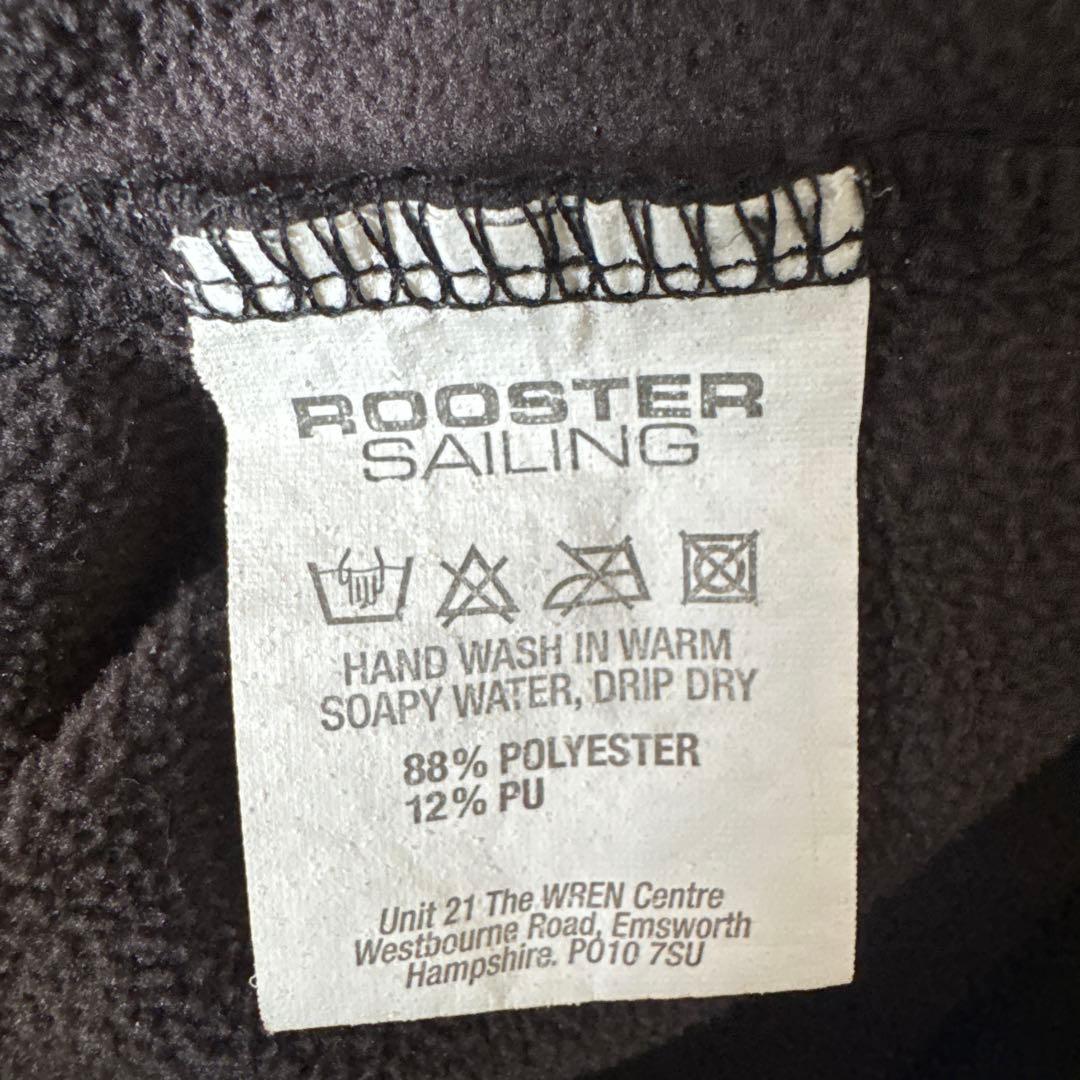 ROOSTER
SAILING
HAND WASH IN WARM
SOAPY WATER, DRIP DRY
88% POLYESTER
12% PU
Unit 21 The WREN Centre
Westbourne Road, Emsworth
Hampshire. PO10 7SU